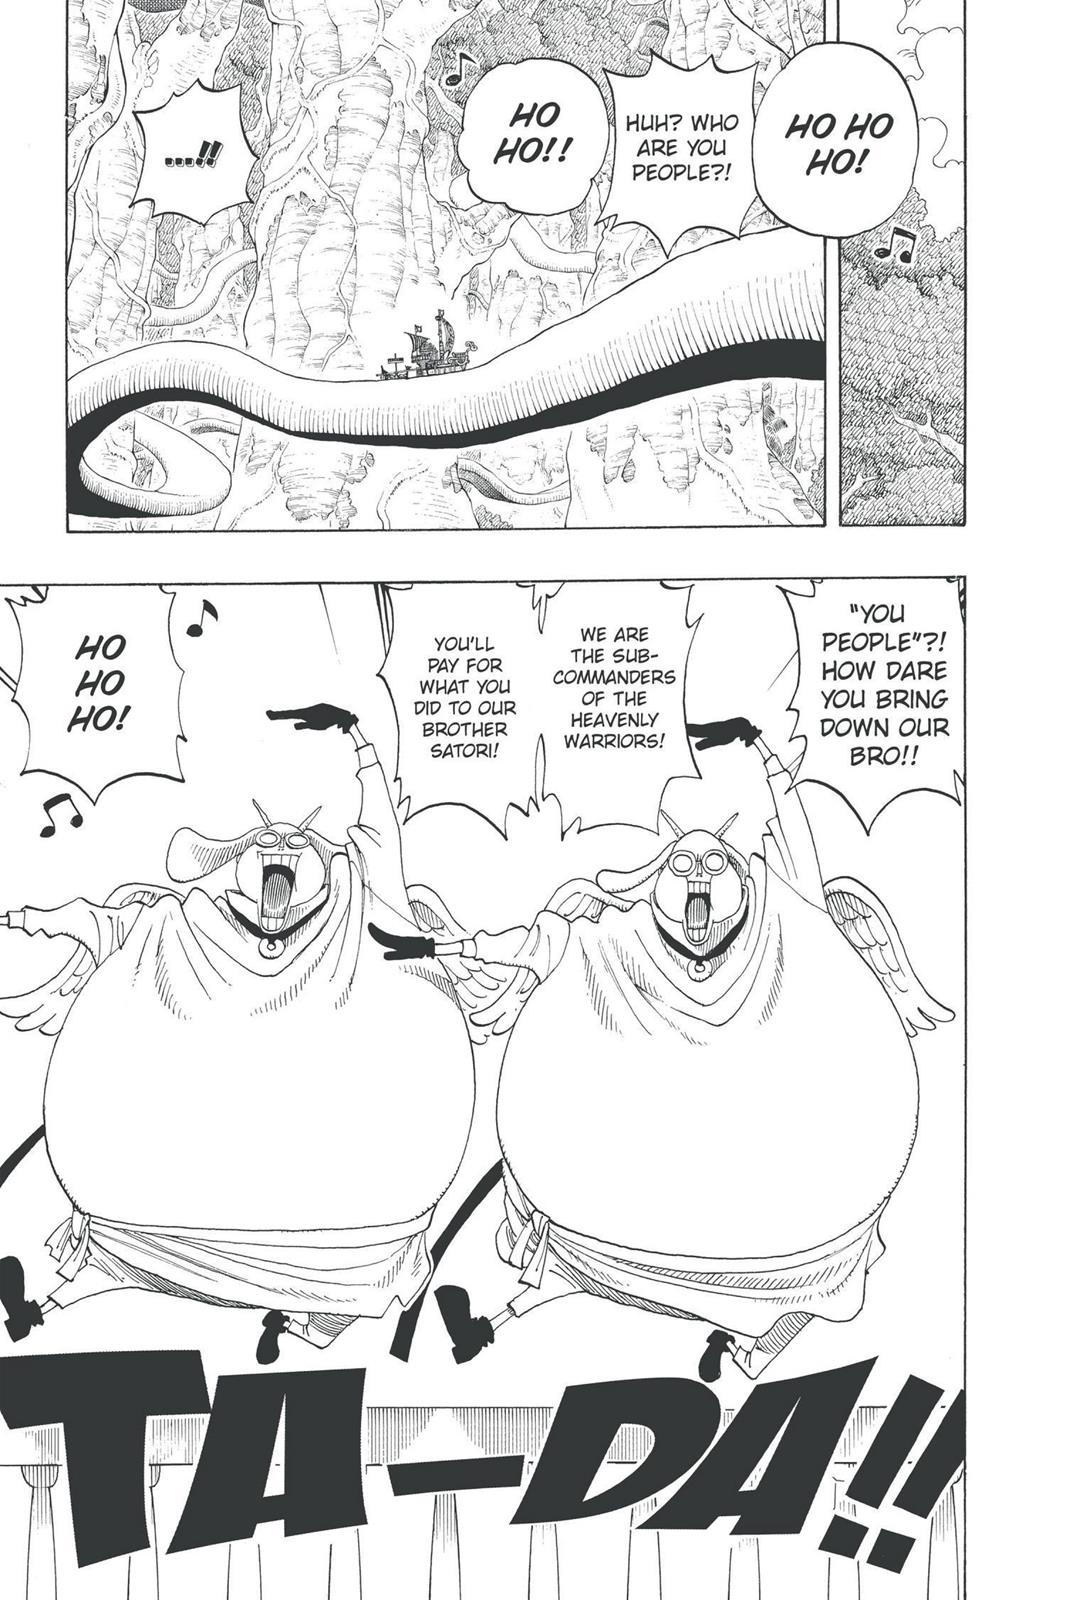 HO HO
HO!
HUH? WHO
ARE YOU
PEOPLE?!
HO
HO!!
....!!
"YOU
PEOPLE"?!
HOW DARE
YOU BRING
DOWN OUR
BRO!!
WE ARE
THE SUB-
COMMANDERS
OF THE
HEAVENLY
WARRIORS!
YOU'LL
PAY FOR
WHAT YOU
DID TO OUR
BROTHER
SATORI!
HO
HO
HO!
TA-DA!!